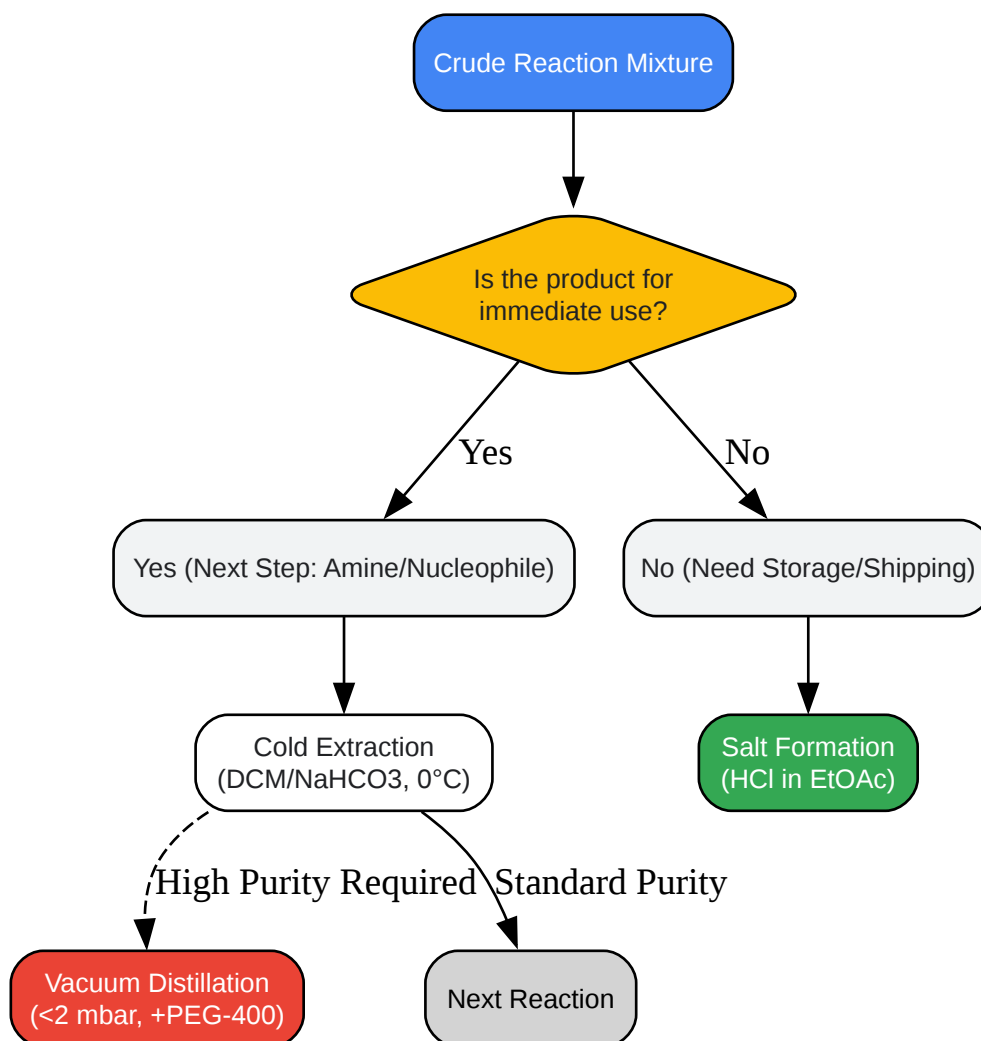 Crude Reaction Mixture
Is the product for
immediate use?
Yes
No
Yes (Next Step: Amine/Nucleophile)
No (Need Storage/Shipping)
Cold Extraction
(DCM/NaHCO3, 0°C)
Salt Formation
(HCl in EtOAc)
High Purity Required
Standard Purity
Vacuum Distillation
(<2 mbar, +PEG-400)
Next Reaction